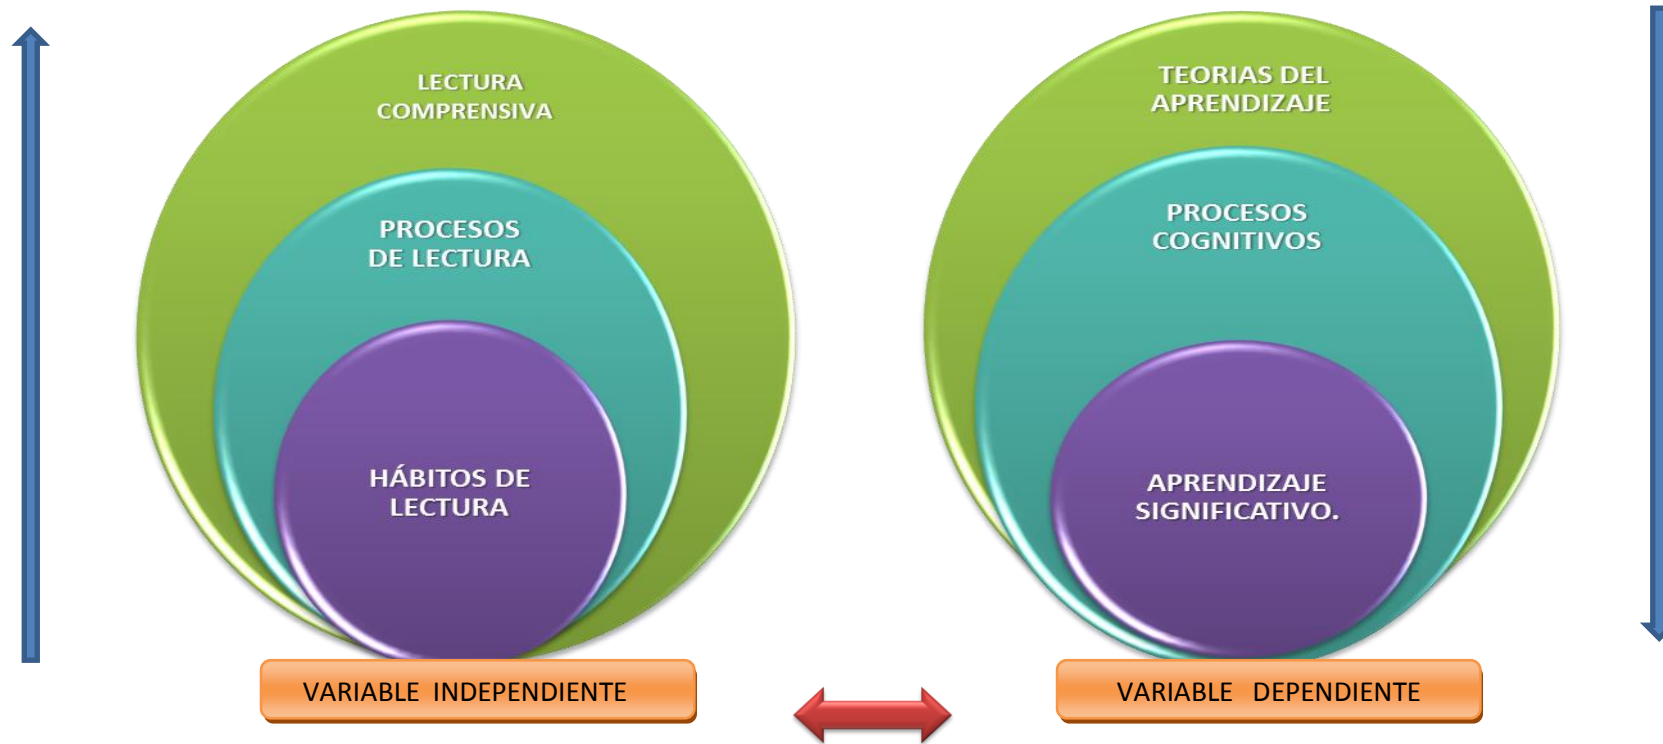 LECTURA
COMPRENSIVA
PROCESOS
DE LECTURA
HÁBITOS DE
LECTURA
VARIABLE INDEPENDIENTE
TEORIAS DEL
APRENDIZAJE
PROCESOS
COGNITIVOS
APRENDIZAJE
SIGNIFICATIVO.
VARIABLE DEPENDIENTE